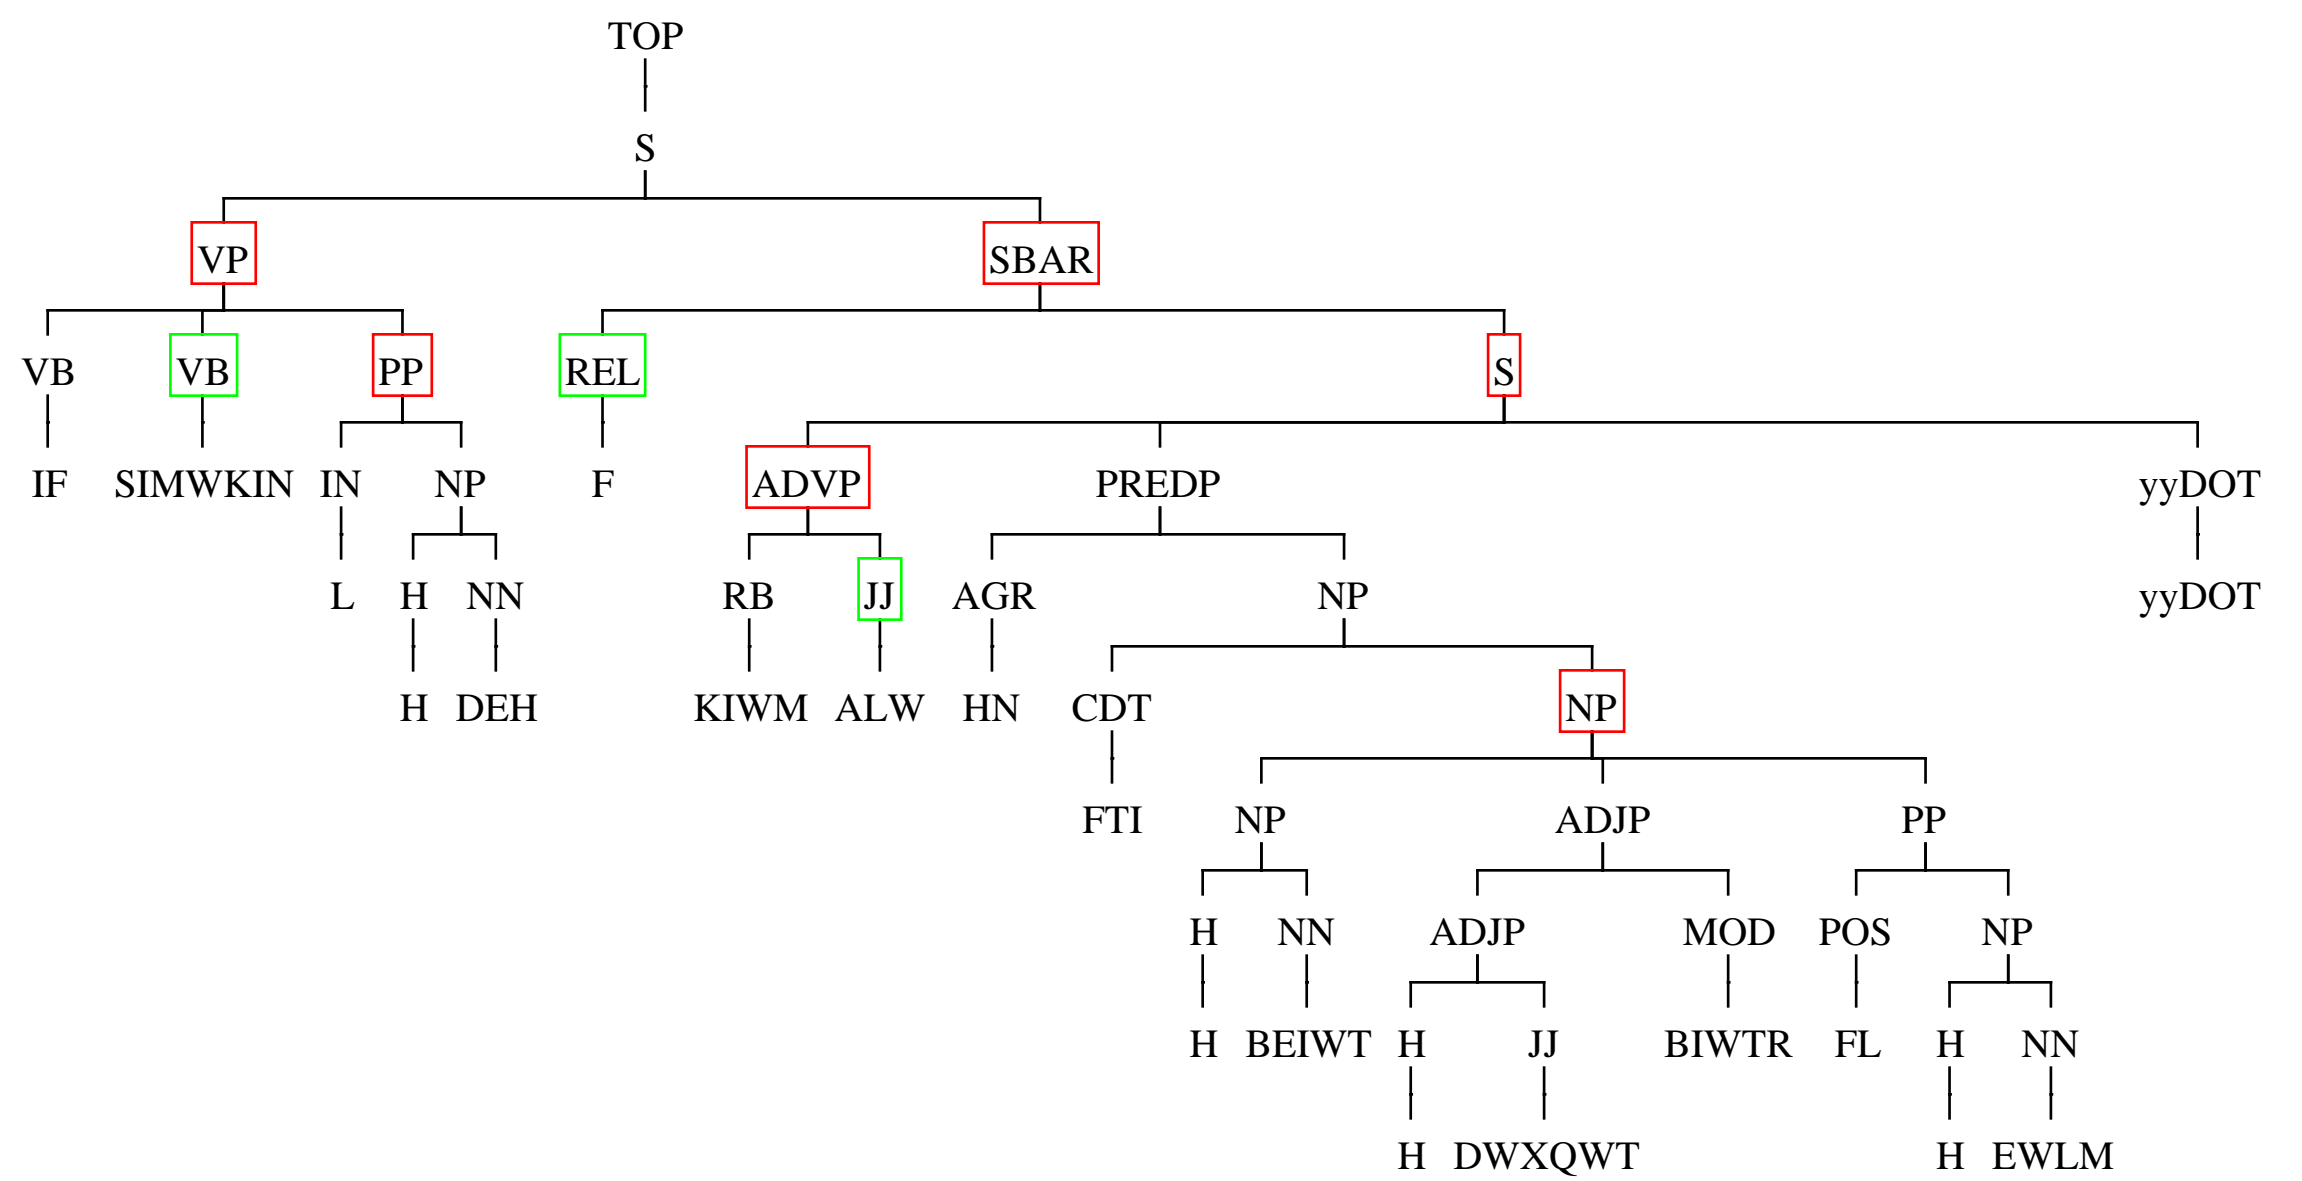 TOP
S
VP SBAR
VB VB PP REL S
IF SIMWKIN IN NP F ADVP PREDP yyDOT
L H NN RB JJ AGR NP yyDOT
H DEH KIWM ALW HN CDT NP
FTI NP ADJP PP
H NN ADJP MOD POS NP
H BEIWT H JJ BIWTR FL H NN
H DWXQWT H EWLM